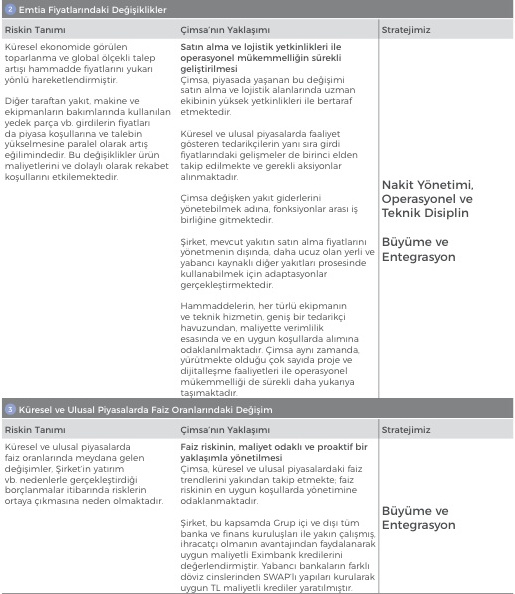 2 Emtia Fiyatlarındaki Değişiklikler
Riskin Tanımı
Çimsa'nın Yaklaşımı
Stratejimiz
Küresel ekonomide görülen
toparlanma ve global ölçekli talep
artışı hammadde fiyatlarını yukarı
yönlü hareketlendirmiştir.
Diğer taraftan yakıt, makine ve
ekipmanların bakımlarında kullanılan
yedek parça vb. girdilerin fiyatları
da piyasa koşullarına ve talebin
yükselmesine paralel olarak artış
eğilimindedir. Bu değişiklikler ürün
maliyetlerini ve dolaylı olarak rekabet
koşullarını etkilemektedir.
Satın alma ve lojistik yetkinlikleri ile
operasyonel mükemmelliğin sürekli
geliştirilmesi
Çimsa, piyasada yaşanan bu değişimi
satın alma ve lojistik alanlarında uzman
ekibinin yüksek yetkinlikleri ile bertaraf
etmektedir.
Küresel ve ulusal piyasalarda faaliyet
gösteren tedarikçilerin yanı sıra girdi
fiyatlarındaki gelişmeler de birinci elden
takip edilmekte ve gerekli aksiyonlar
alınmaktadır.
Çimsa değişken yakıt giderlerini
yönetebilmek adına, fonksiyonlar arası iş
birliğine gitmektedir.
Şirket, mevcut yakıtın satın alma fiyatlarını
yönetmenin dışında, daha ucuz olan yerli ve
yabancı kaynaklı diğer yakıtları prosesinde
kullanabilmek için adaptasyonlar
gerçekleştirmektedir.
Hammaddelerin, her türlü ekipmanın
ve teknik hizmetin, geniş bir tedarikçi
havuzundan, maliyette verimlilik
esasında ve en uygun koşullarda alımına
odaklanılmaktadır. Çimsa aynı zamanda,
yürütmekte olduğu çok sayıda proje ve
dijitalleşme faaliyetleri ile operasyonel
mükemmelliği de sürekli daha yukarıya
taşımaktadır.
Nakit Yönetimi,
Operasyonel ve
Teknik Disiplin
Büyüme ve
Entegrasyon
3 Küresel ve Ulusal Piyasalarda Faiz Oranlarındaki Değişim
Riskin Tanımı
Çimsa'nın Yaklaşımı
Stratejimiz
Küresel ve ulusal piyasalarda
faiz oranlarında meydana gelen
değişimler, Şirket'in yatırım
vb. nedenlerle gerçekleştirdiği
borçlanmalar itibarında risklerin
ortaya çıkmasına neden olmaktadır.
Faiz riskinin, maliyet odaklı ve proaktif bir
yaklaşımla yönetilmesi
Çimsa, küresel ve ulusal piyasalardaki faiz
trendlerini yakından takip etmekte; faiz
riskinin en uygun koşullarda yönetimine
odaklanmaktadır.
Şirket, bu kapsamda Grup içi ve dışı tüm
banka ve finans kuruluşları ile yakın çalışmış,
ihracatçı olmanın avantajından faydalanarak
uygun maliyetli Eximbank kredilerini
değerlendirmiştir. Yabancı bankaların farklı
döviz cinslerinden SWAP'lı yapıları kurularak
uygun TL maliyetli krediler yaratılmıştır.
Büyüme ve
Entegrasyon